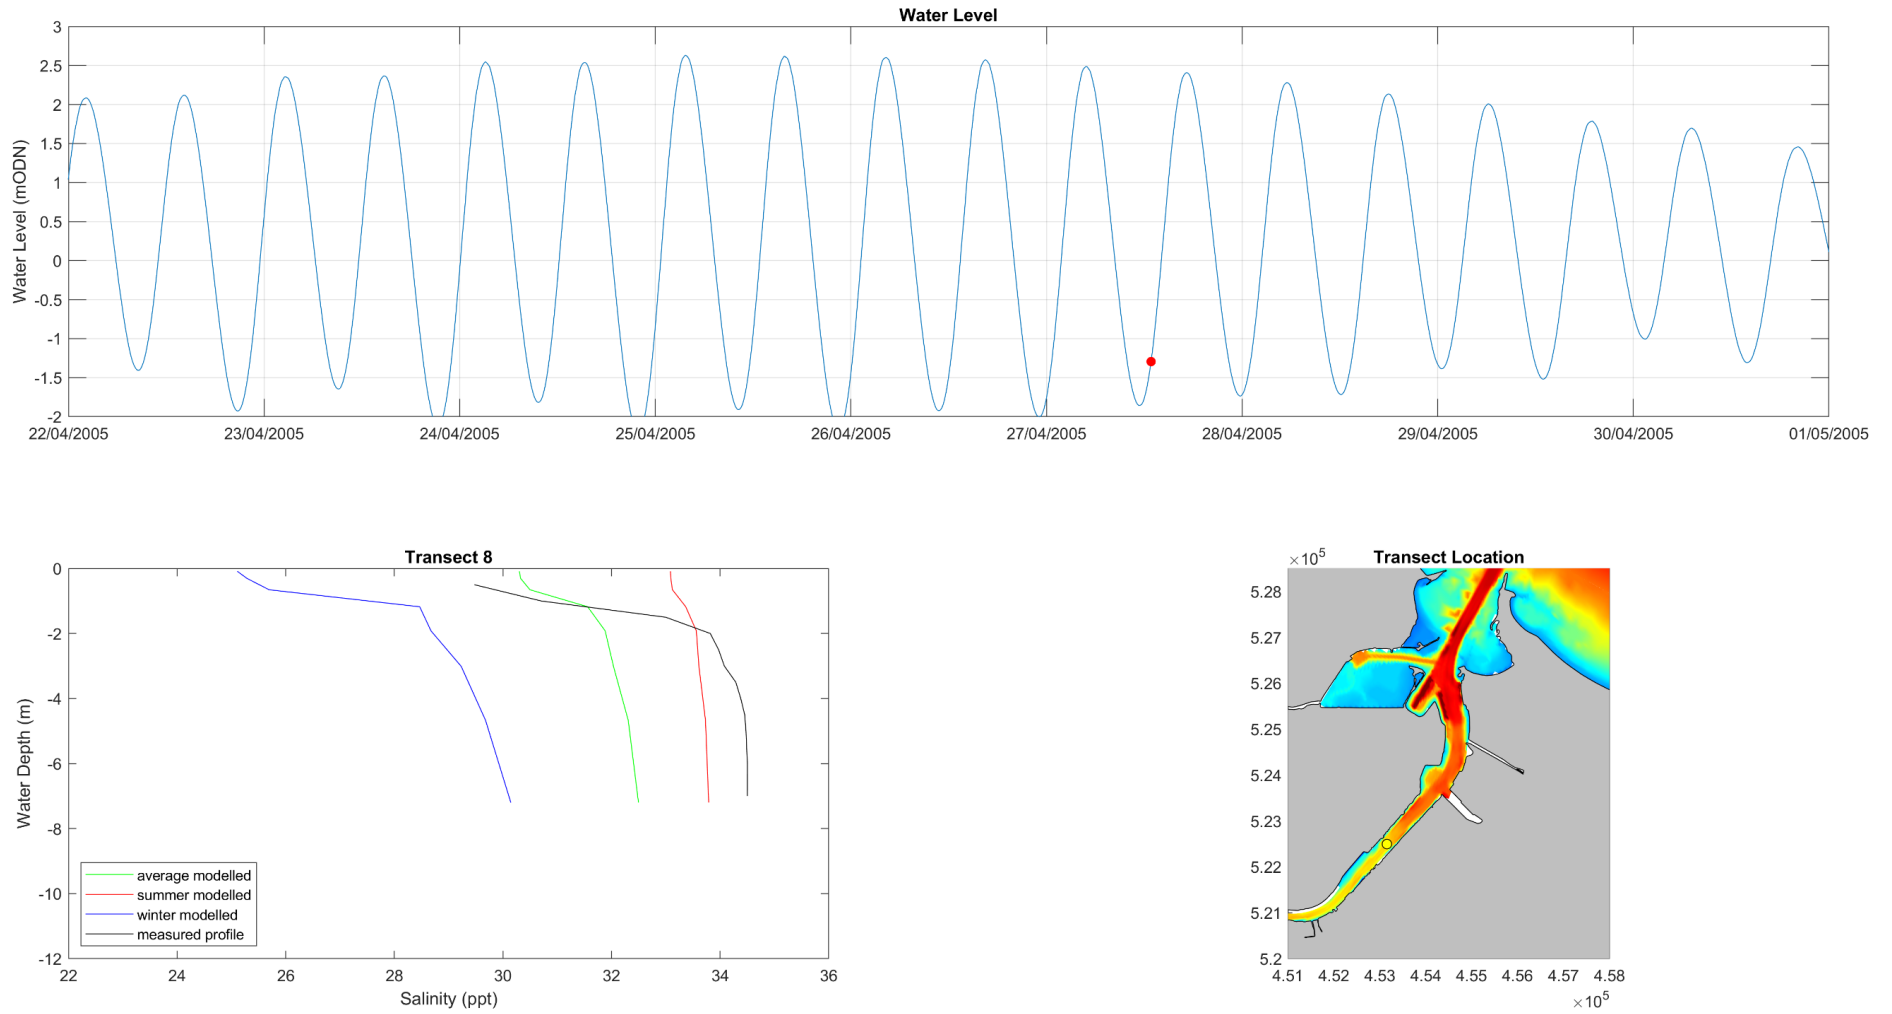 Water Level
Water Level (mODN)
3
2.5
2
1.5
1
0.5
0
-0.5
-1
-1.5
-2
22/04/2005 23/04/2005 24/04/2005 25/04/2005 26/04/2005 27/04/2005 28/04/2005 29/04/2005 30/04/2005 01/05/2005
Transect 8
Water Depth (m)
0
-2
-4
-6
-8
-10
-12
average modelled
summer modelled
winter modelled
measured profile
22 24 26 28 30 32 34 36
Salinity (ppt)
×10⁵
Transect Location
5.28
5.27
5.26
5.25
5.24
5.23
5.22
5.21
5.2
4.51 4.52 4.53 4.54 4.55 4.56 4.57 4.58
×10⁵